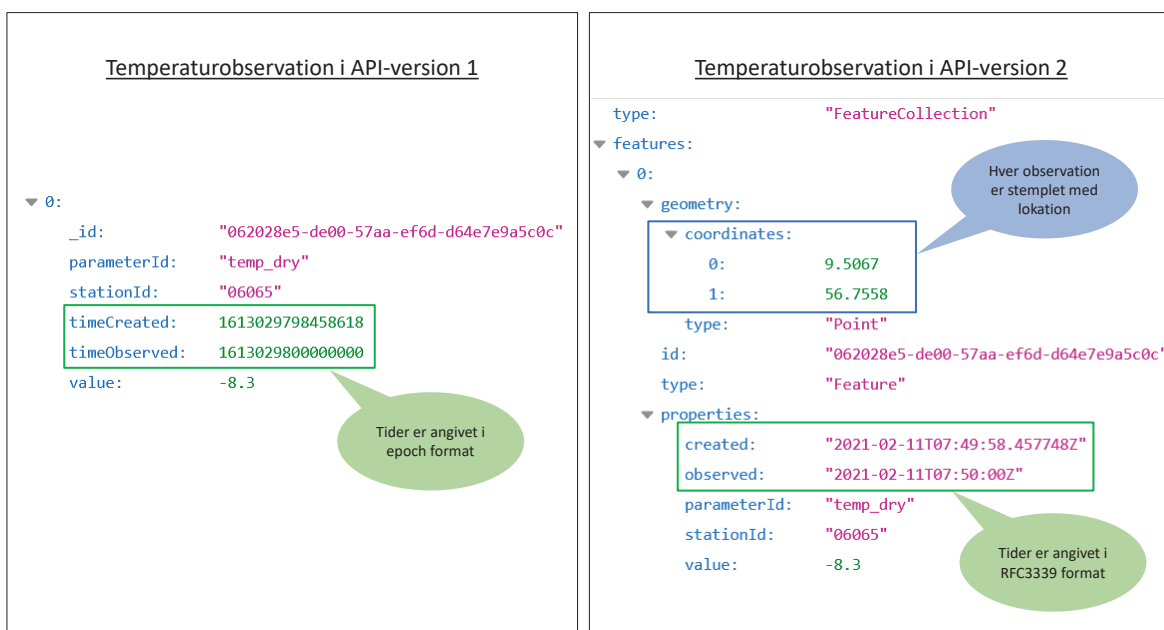 Temperaturobservation i API-version 1
0:
_id: "062028e5-de00-57aa-ef6d-d64e7e9a5c0c"
parameterId: "temp_dry"
stationId: "06065"
timeCreated: 1613029798458618
timeObserved: 1613029800000000
value: -8.3
Tider er angivet i
epoch format
Temperaturobservation i API-version 2
type: "FeatureCollection"
features:
0:
geometry:
coordinates:
0: 9.5067
1: 56.7558
type: "Point"
id: "062028e5-de00-57aa-ef6d-d64e7e9a5c0c"
type: "Feature"
properties:
created: "2021-02-11T07:49:58.457748Z"
observed: "2021-02-11T07:50:00Z"
parameterId: "temp_dry"
stationId: "06065"
value: -8.3
Hver observation
er stemplet med
lokation
Tider er angivet i
RFC3339 format